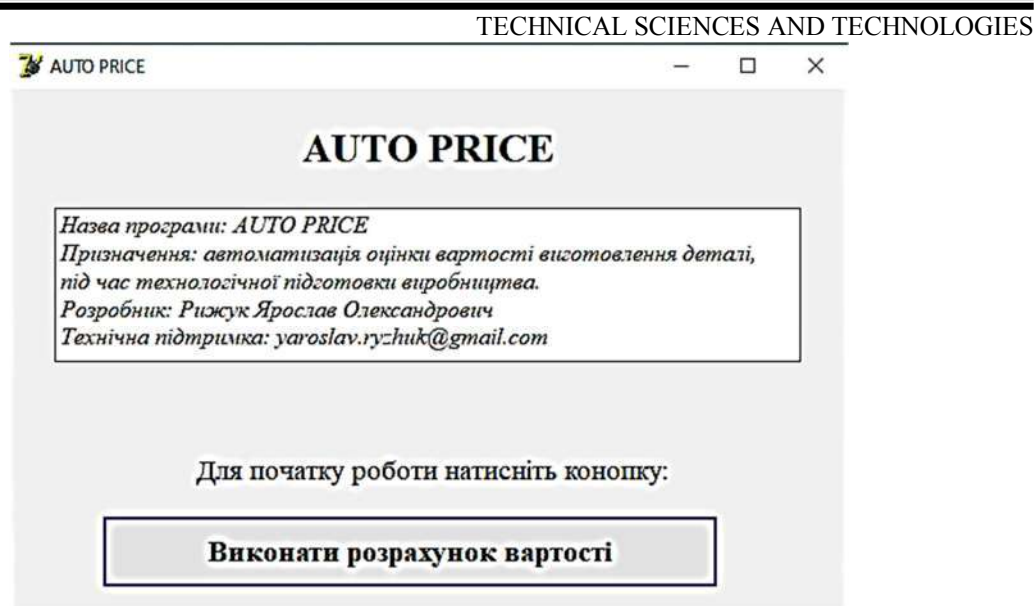 TECHNICAL SCIENCES AND TECHNOLOGIES
AUTO PRICE
AUTO PRICE
Назва програми: AUTO PRICE
Призначення: автоматизація оцінки вартості виготовлення деталі,
під час технологічної підготовки виробництва.
Розробник: Рижук Ярослав Олександрович
Технічна підтримка: yaroslav.ryzhuk@gmail.com
Для початку роботи натисніть конопку:
Виконати розрахунок вартості